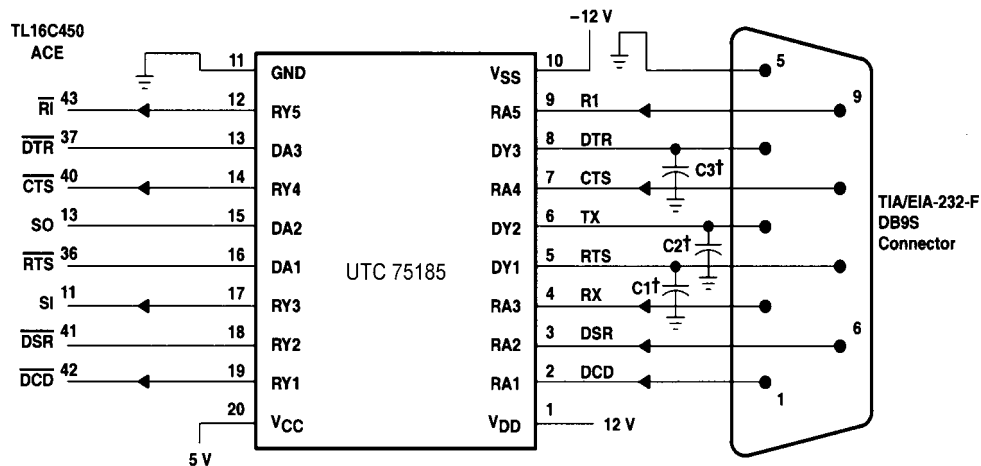 TL16C450
ACE
−12 V
11 GND VSS 10 5
RI 43 12 RY5 RA5 9 R1 9
DTR 37 13 DA3 DY3 8 DTR
C3†
CTS 40 14 RY4 RA4 7 CTS
TIA/EIA-232-F
DB9S
Connector
SO 13 15 DA2 DY2 6 TX
C2†
RTS 36 16 DA1 DY1 5 RTS
UTC 75185
C1†
SI 11 17 RY3 RA3 4 RX
DSR 41 18 RY2 RA2 3 DSR 6
DCD 42 19 RY1 RA1 2 DCD 1
20 VCC VDD 1 12 V
5 V